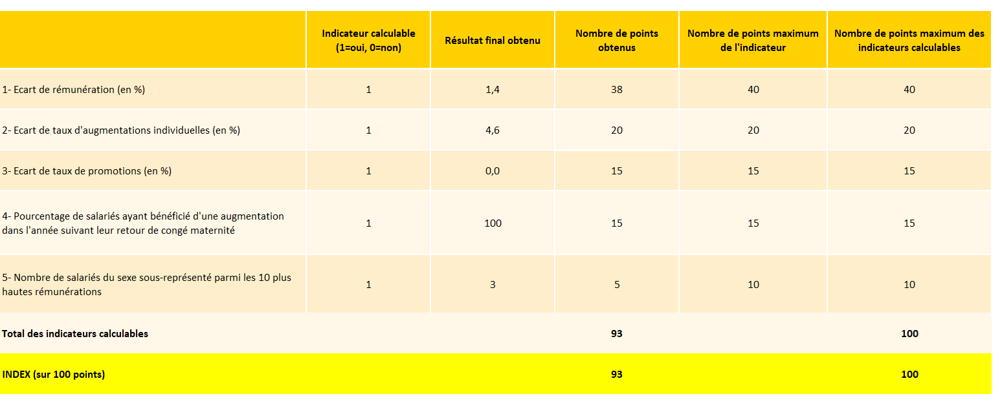 Indicateur calculable
(1=oui, 0=non)
Résultat final obtenu
Nombre de points
obtenus
Nombre de points maximum
de l'indicateur
Nombre de points maximum des
indicateurs calculables
1- Ecart de rémunération (en %)
1
1,4
38
40
40
2- Ecart de taux d'augmentations individuelles (en %)
1
4,6
20
20
20
3- Ecart de taux de promotions (en %)
1
0,0
15
15
15
4- Pourcentage de salariés ayant bénéficié d'une augmentation
dans l'année suivant leur retour de congé maternité
1
100
15
15
15
5- Nombre de salariés du sexe sous-représenté parmi les 10 plus
hautes rémunérations
1
3
5
10
10
Total des indicateurs calculables
93
100
INDEX (sur 100 points)
93
100